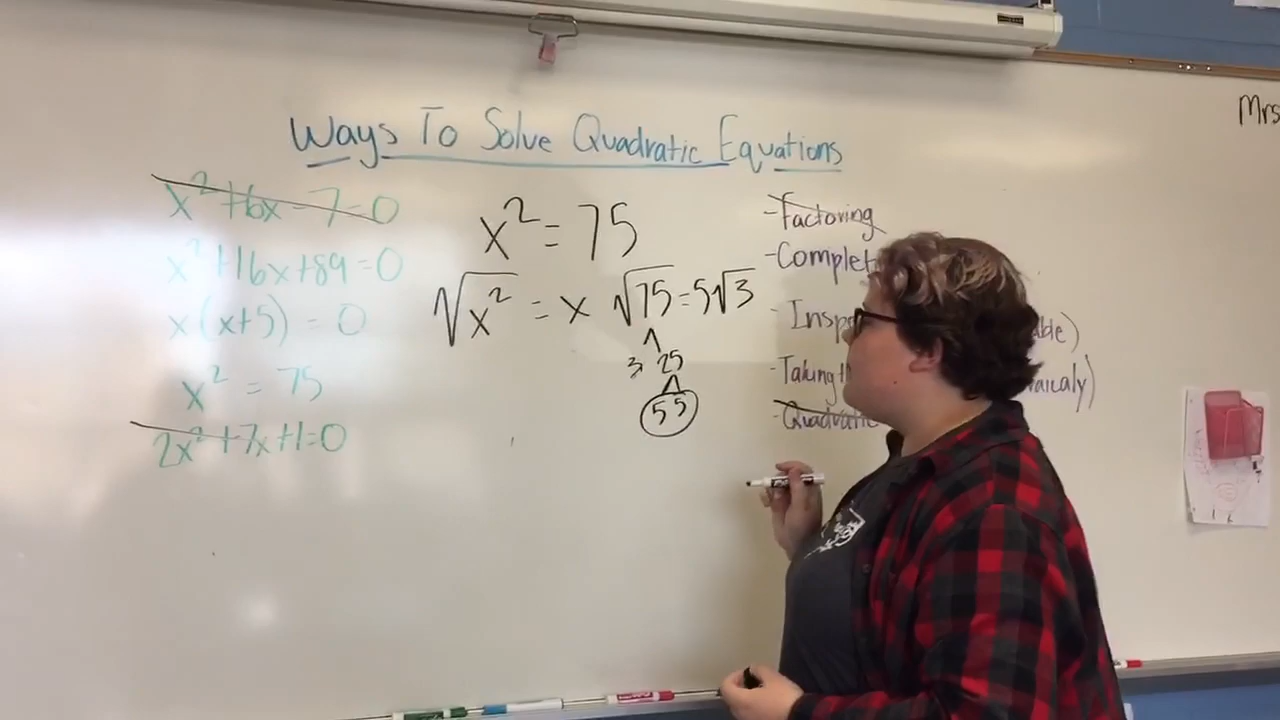 Mrs
Ways To Solve Quadratic Equations
x²+6x-7=0
x²+16x+89=0
x(x+5)=0
x²=75
2x²+7x+1=0
x²=75
√x²=x √75=5√3
3 25
5 5
-Factoring
-Complet
-Insp
-Taking
-Quadratic